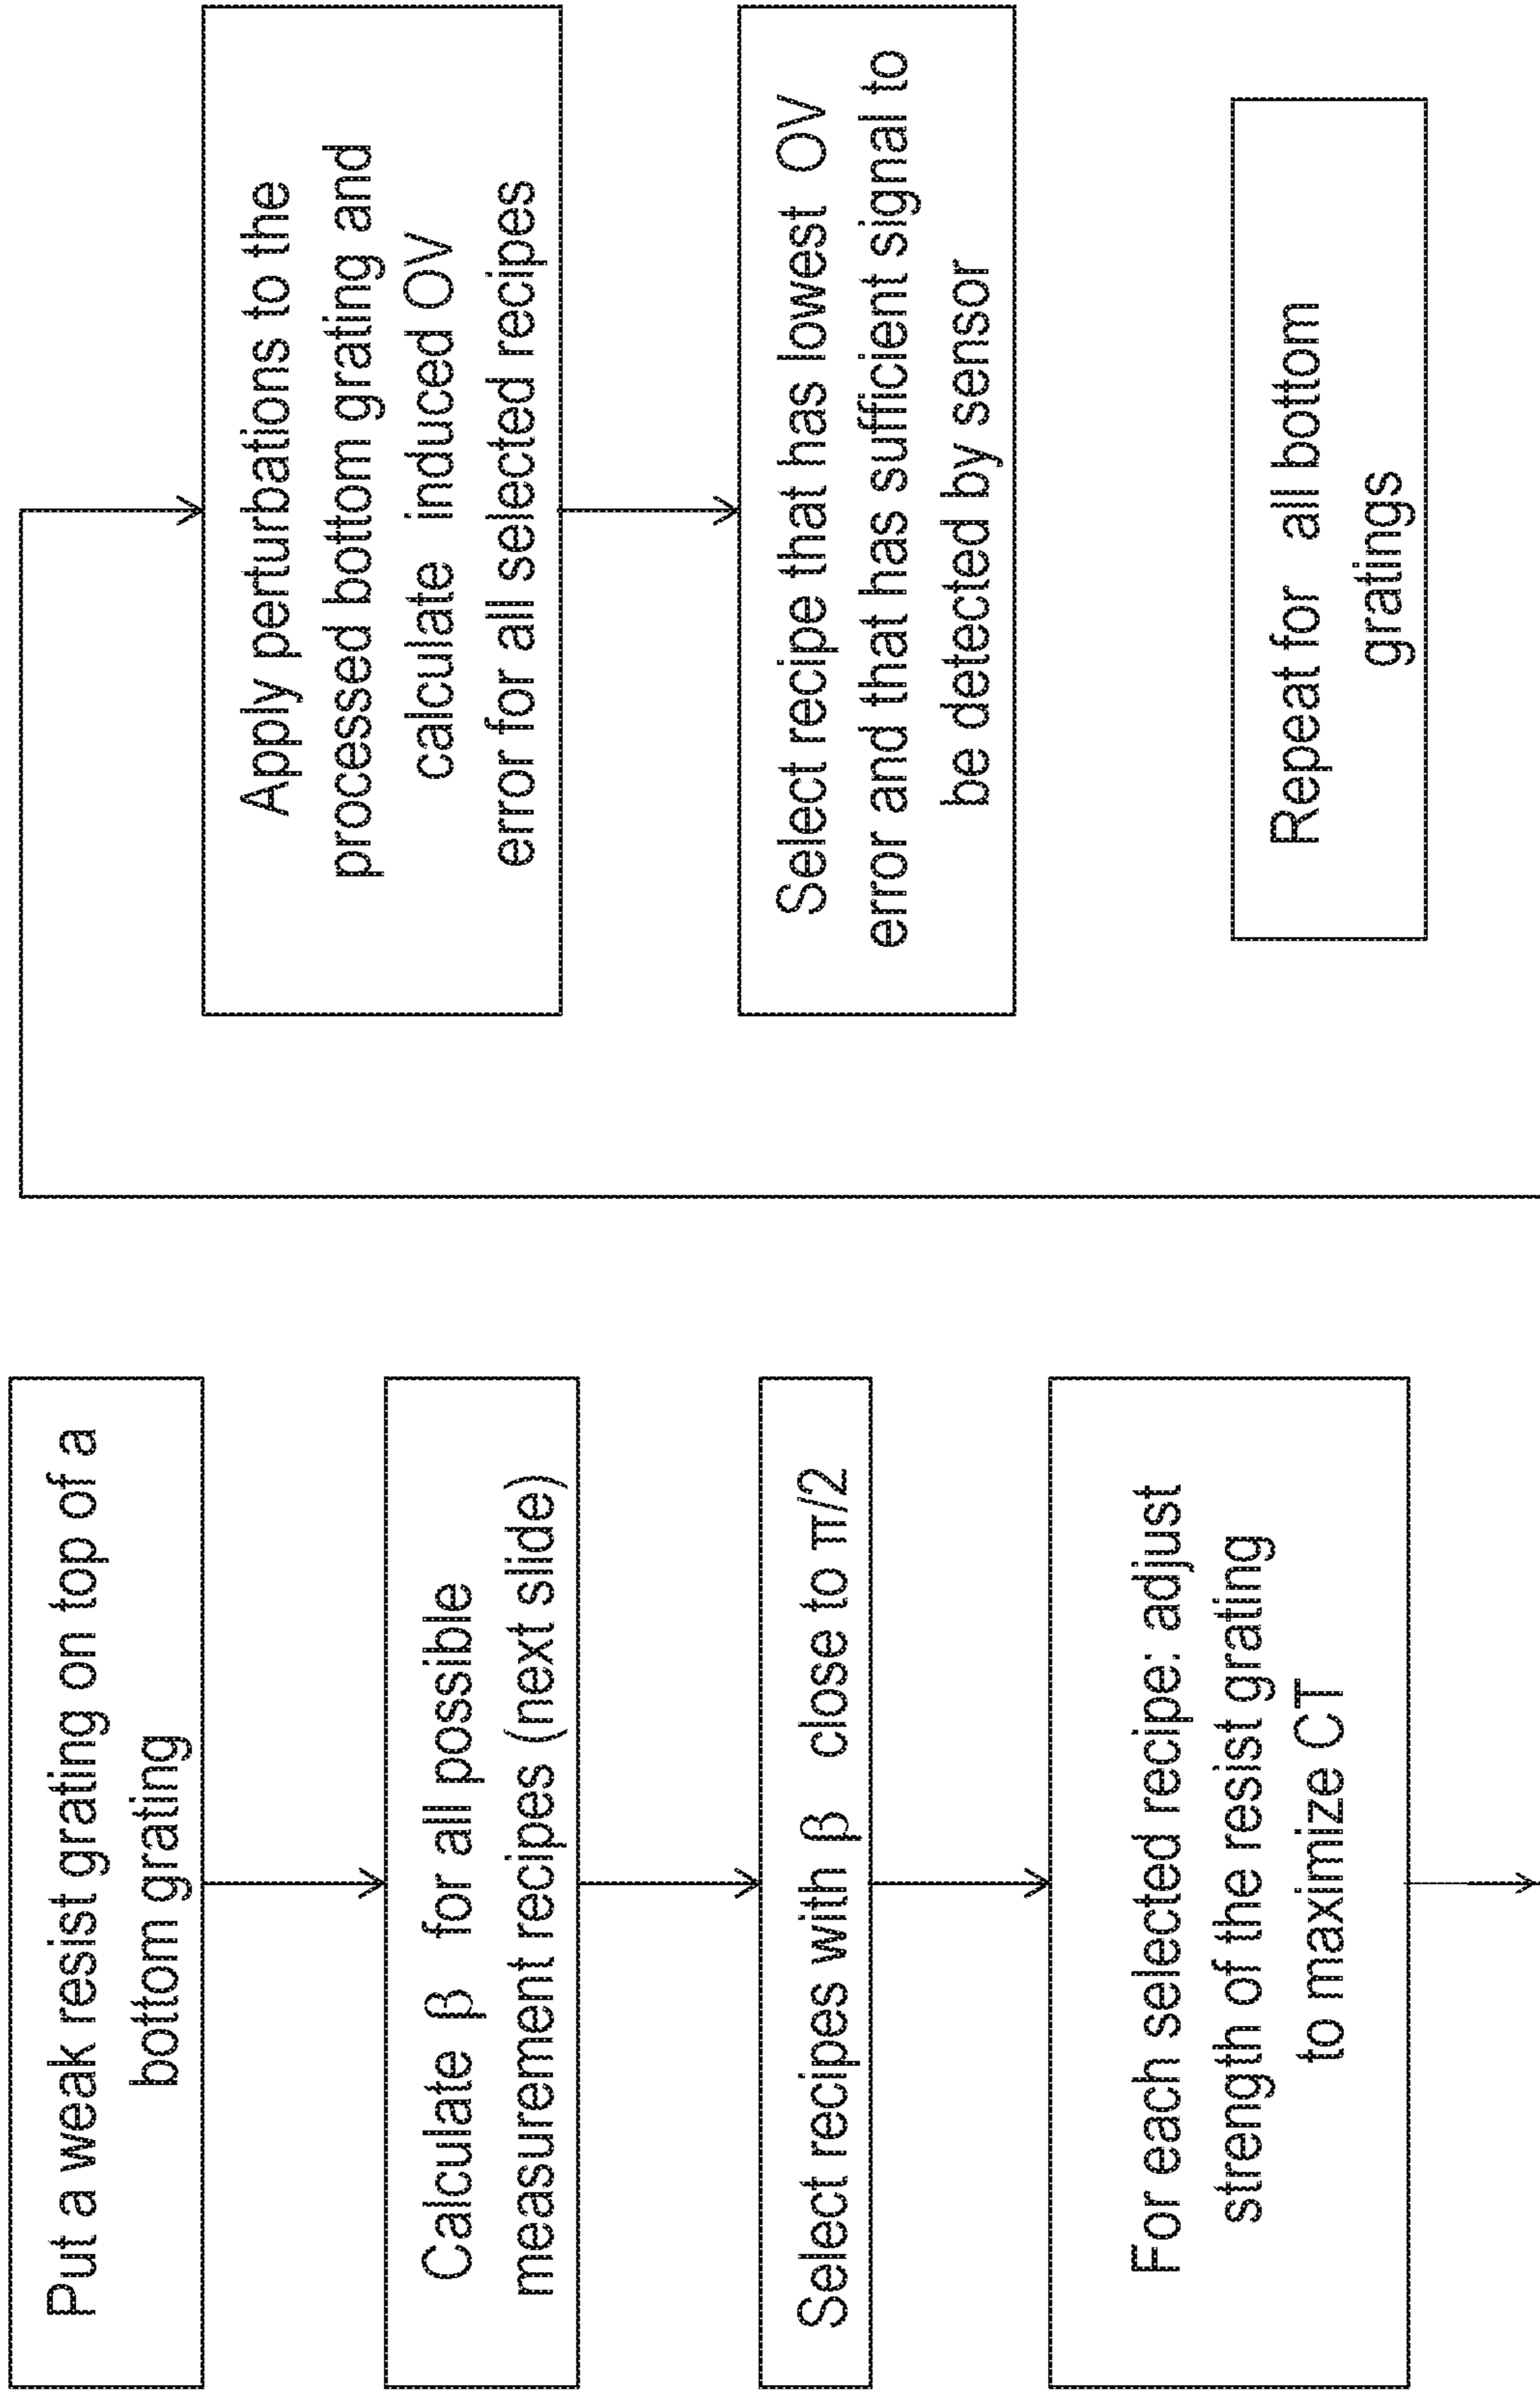 Put a weak resist grating on top of a
bottom grating
Calculate β for all possible
measurement recipes (next slide)
Select recipes with β close to π/2
For each selected recipe: adjust
strength of the resist grating
to maximize CT
Apply perturbations to the
processed bottom grating and
calculate induced OV
error for all selected recipes
Select recipe that has lowest OV
error and that has sufficient signal to
be detected by sensor
Repeat for all bottom
gratings